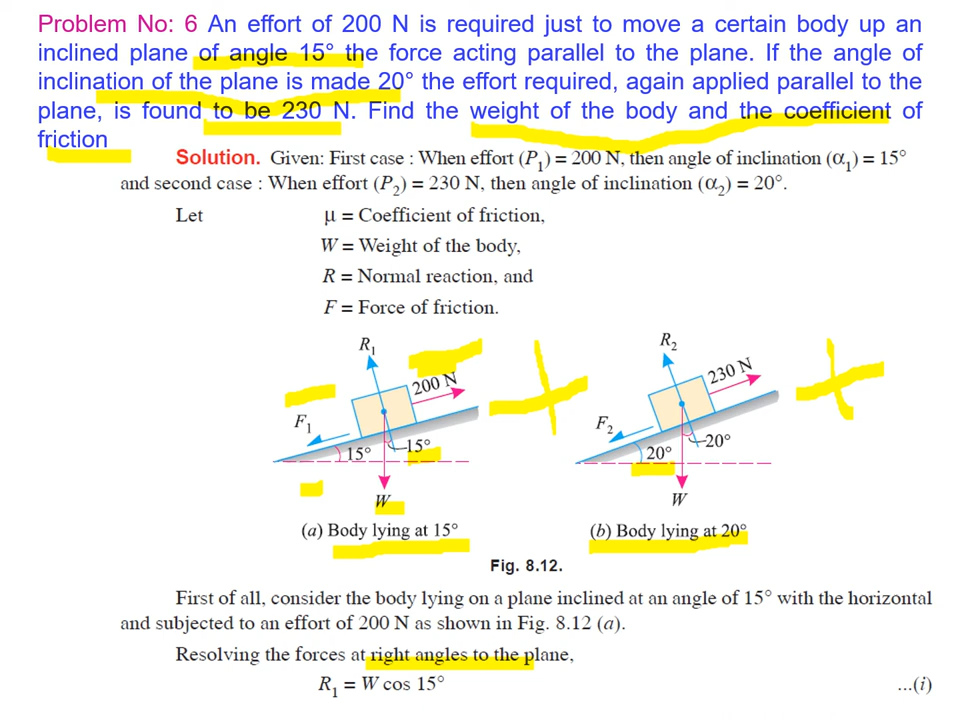 Problem No: 6 An effort of 200 N is required just to move a certain body up an
inclined plane of angle 15° the force acting parallel to the plane. If the angle of
inclination of the plane is made 20° the effort required, again applied parallel to the
plane, is found to be 230 N. Find the weight of the body and the coefficient of
friction
Solution. Given: First case : When effort (P₁) = 200 N, then angle of inclination (α₁) = 15°
and second case : When effort (P₂) = 230 N, then angle of inclination (α₂) = 20°.
Let μ = Coefficient of friction,
W = Weight of the body,
R = Normal reaction, and
F = Force of friction.
R₁
200 N
F₁
15°
15°
W
(a) Body lying at 15°
R₂
230 N
F₂
20°
20°
W
(b) Body lying at 20°
Fig. 8.12.
First of all, consider the body lying on a plane inclined at an angle of 15° with the horizontal
and subjected to an effort of 200 N as shown in Fig. 8.12 (a).
Resolving the forces at right angles to the plane,
R₁ = W cos 15° ...(i)